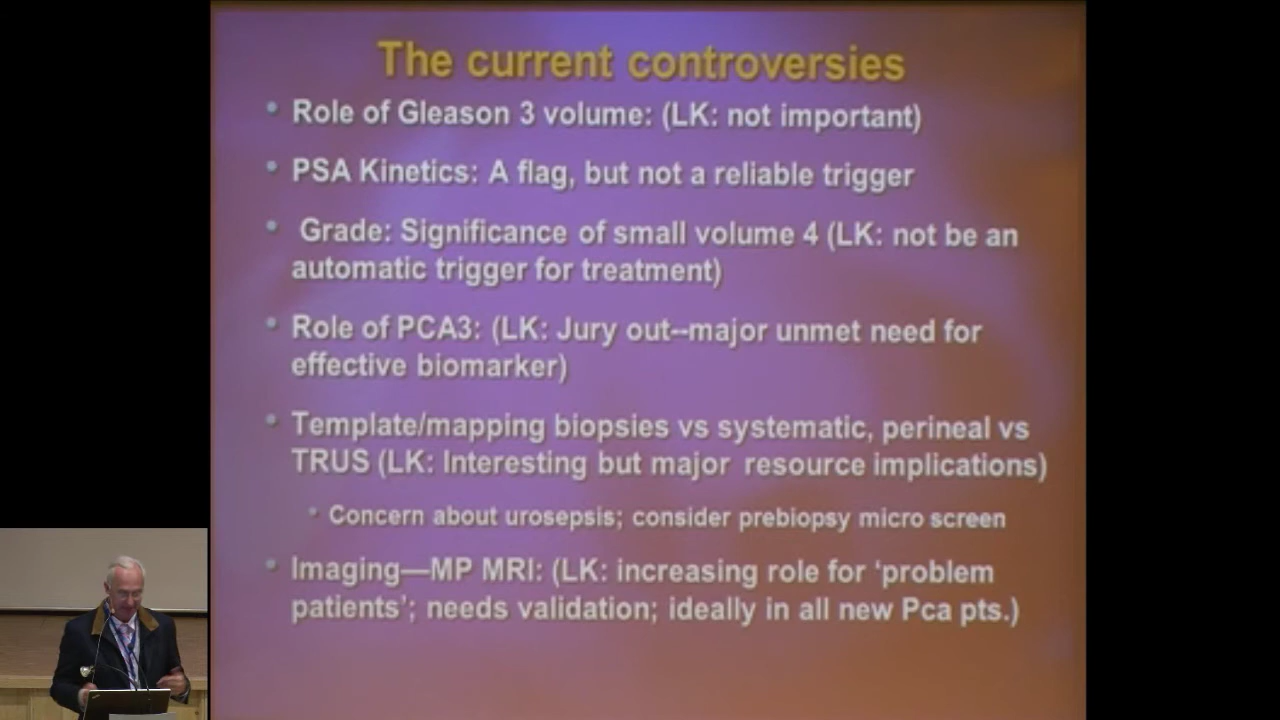 The current controversies
• Role of Gleason 3 volume: (LK: not important)
• PSA Kinetics: A flag, but not a reliable trigger
• Grade: Significance of small volume 4 (LK: not be an
automatic trigger for treatment)
• Role of PCA3: (LK: Jury out--major unmet need for
effective biomarker)
• Template/mapping biopsies vs systematic, perineal vs
TRUS (LK: Interesting but major resource implications)
• Concern about urosepsis; consider prebiopsy micro screen
• Imaging—MP MRI: (LK: increasing role for ‘problem
patients’; needs validation; ideally in all new Pca pts.)